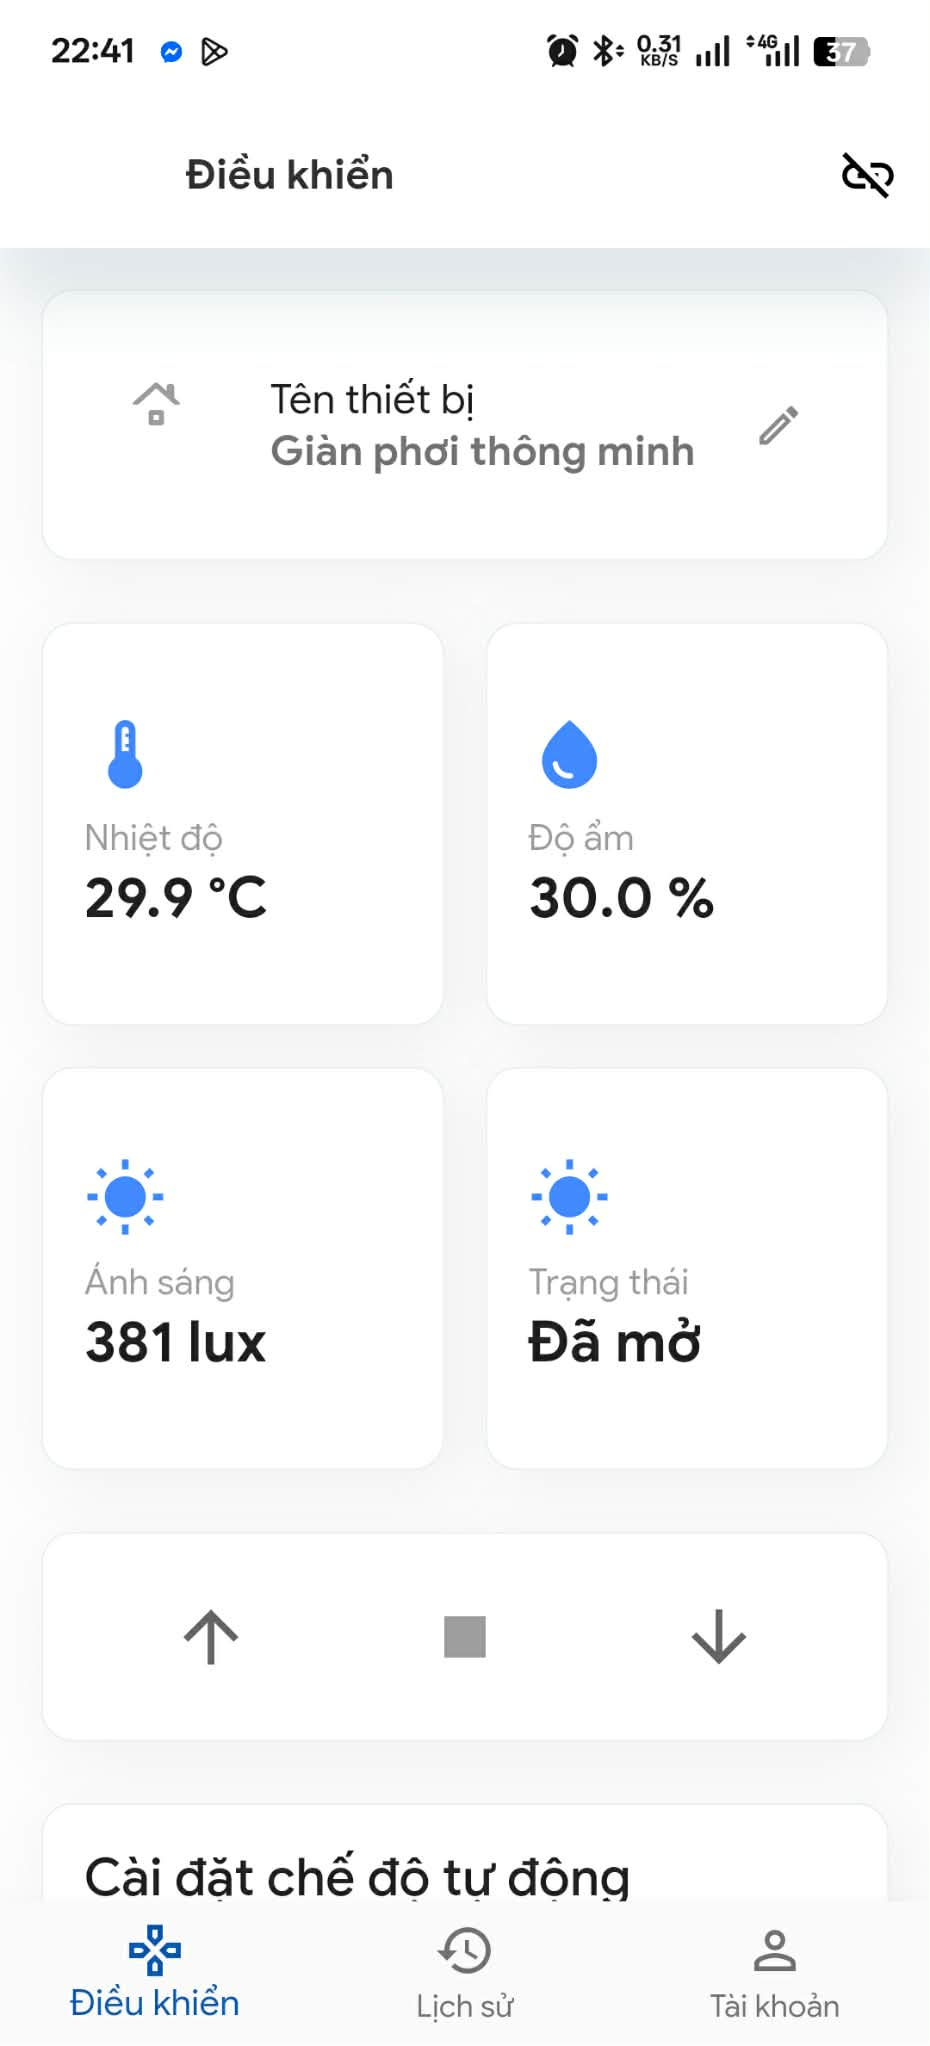 22:41
0.31
KB/S
4G
37
Điều khiển
Tên thiết bị
Giàn phơi thông minh
Nhiệt độ
29.9 °C
Độ ẩm
30.0 %
Ánh sáng
381 lux
Trạng thái
Đã mở
Cài đặt chế độ tự động
Điều khiển
Lịch sử
Tài khoản